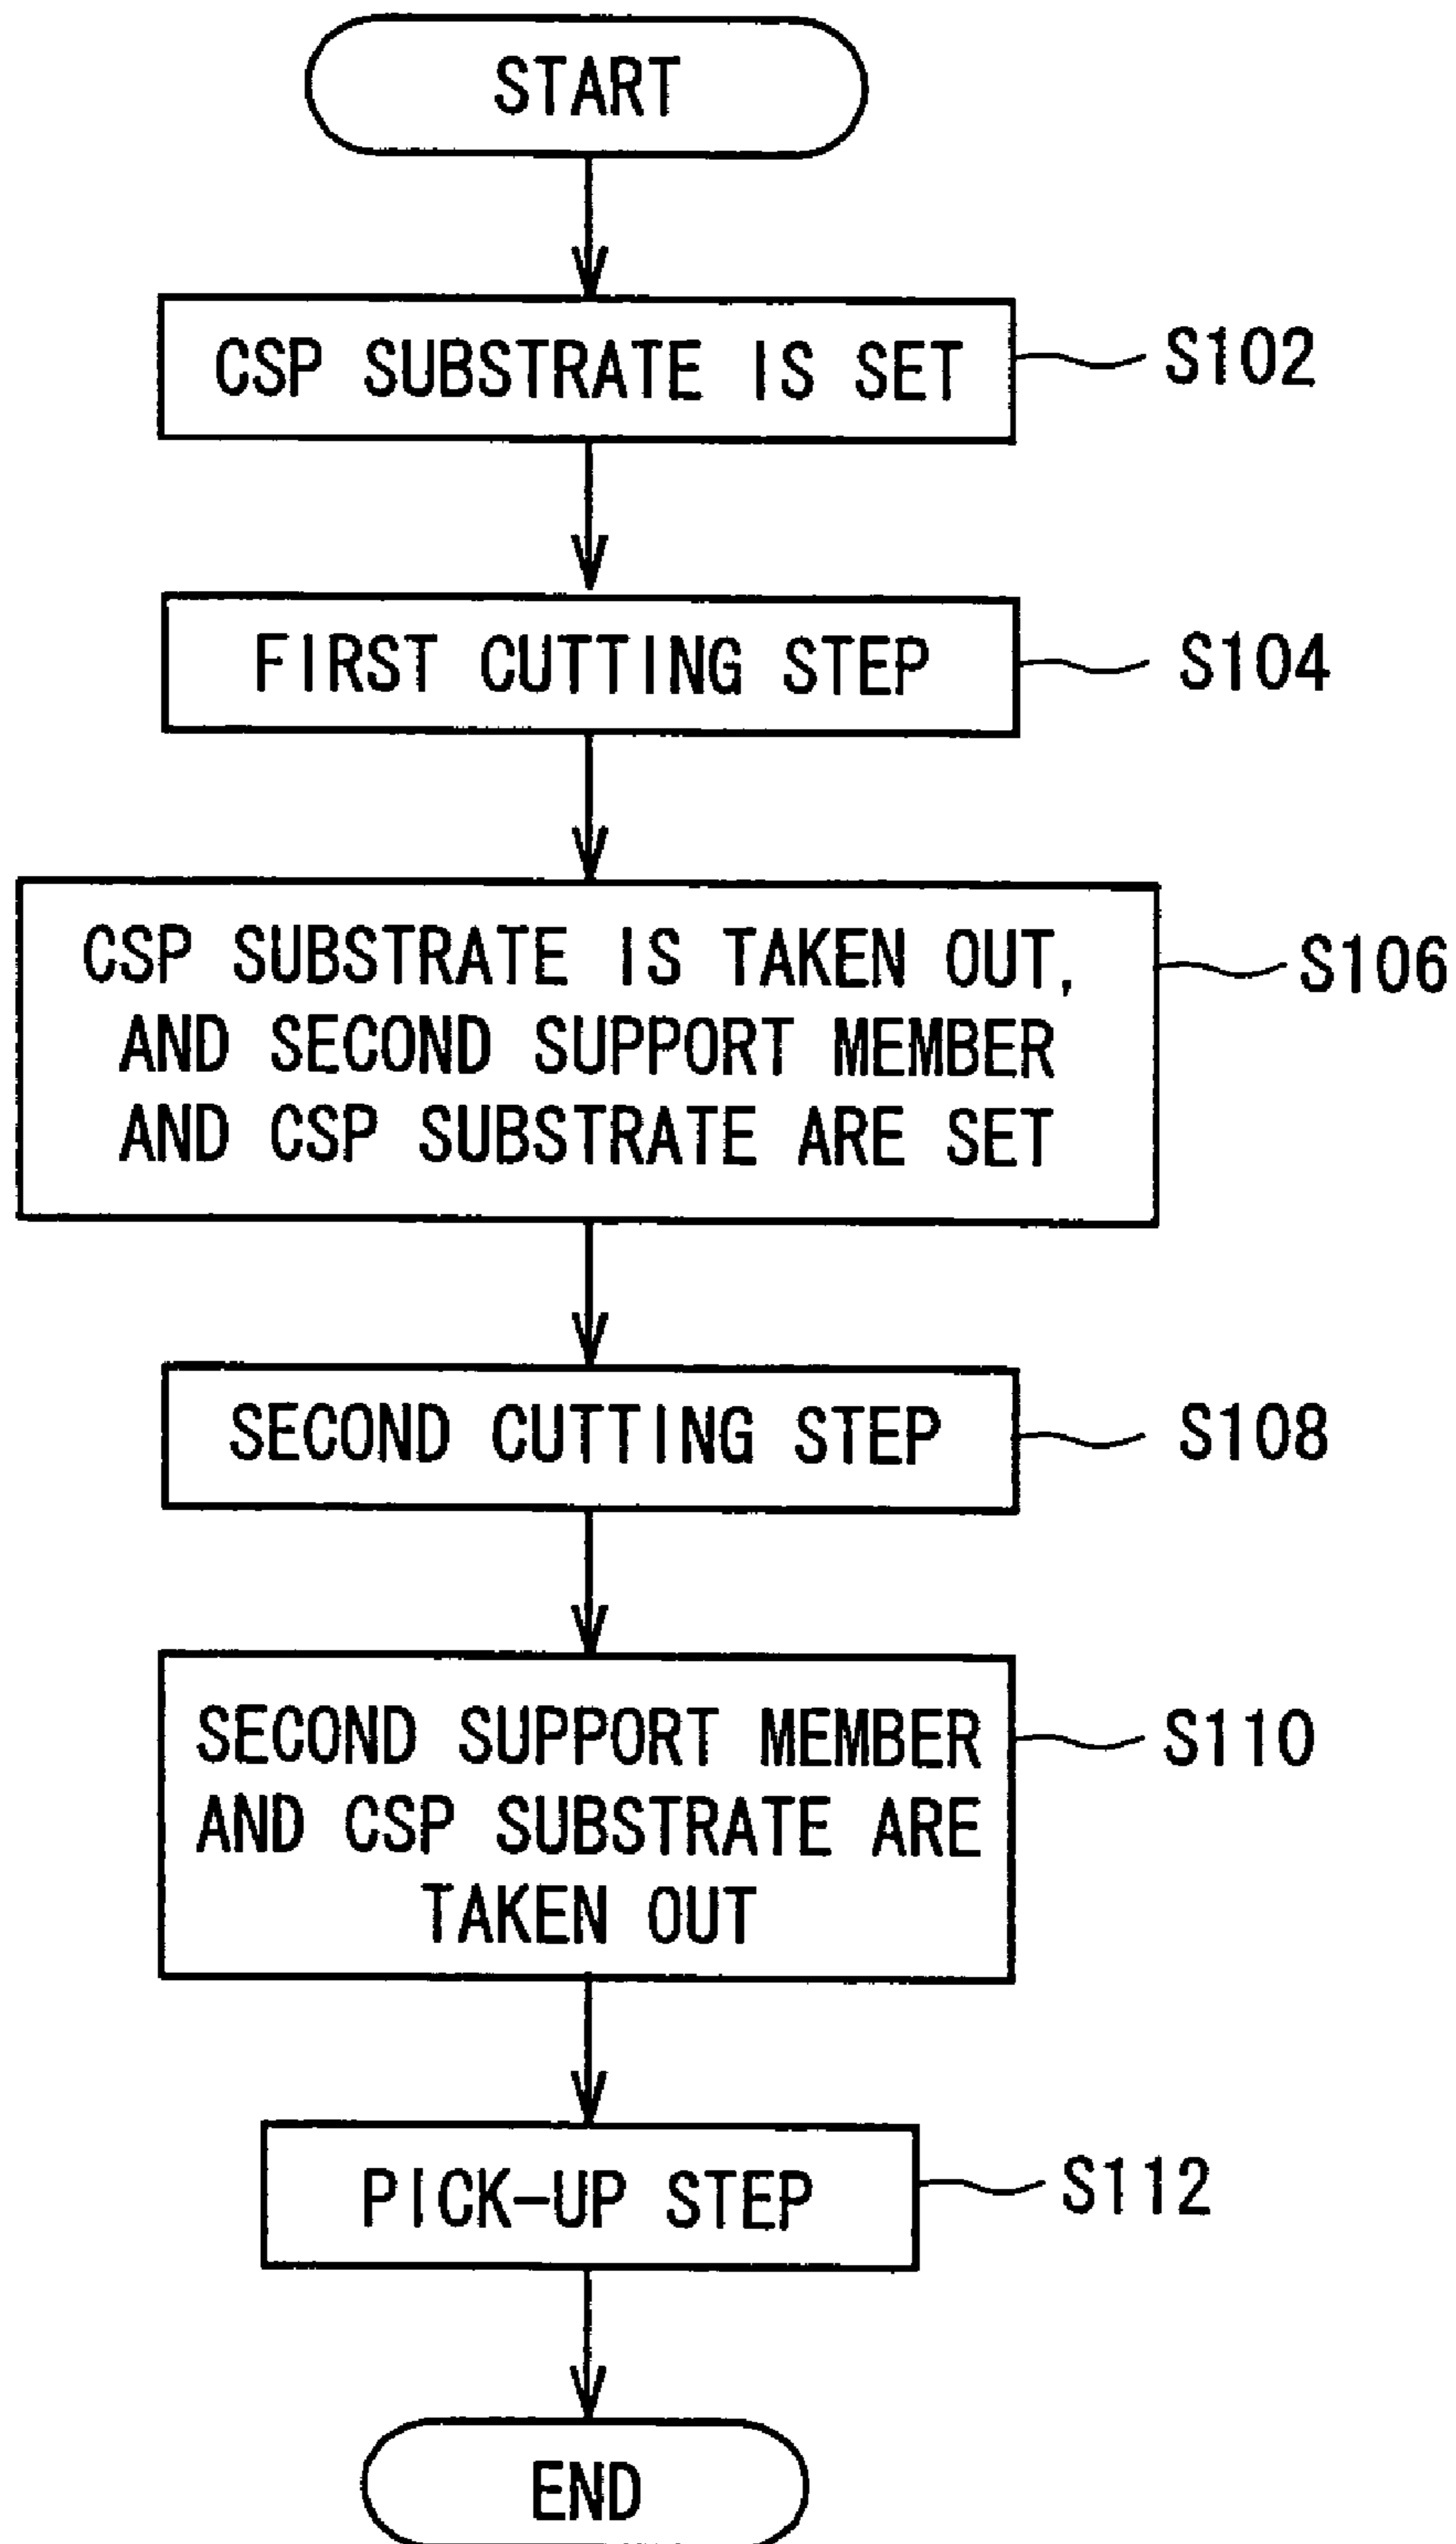 START
CSP SUBSTRATE IS SET
S102
FIRST CUTTING STEP
S104
CSP SUBSTRATE IS TAKEN OUT,
AND SECOND SUPPORT MEMBER
AND CSP SUBSTRATE ARE SET
S106
SECOND CUTTING STEP
S108
SECOND SUPPORT MEMBER
AND CSP SUBSTRATE ARE
TAKEN OUT
S110
PICK-UP STEP
S112
END